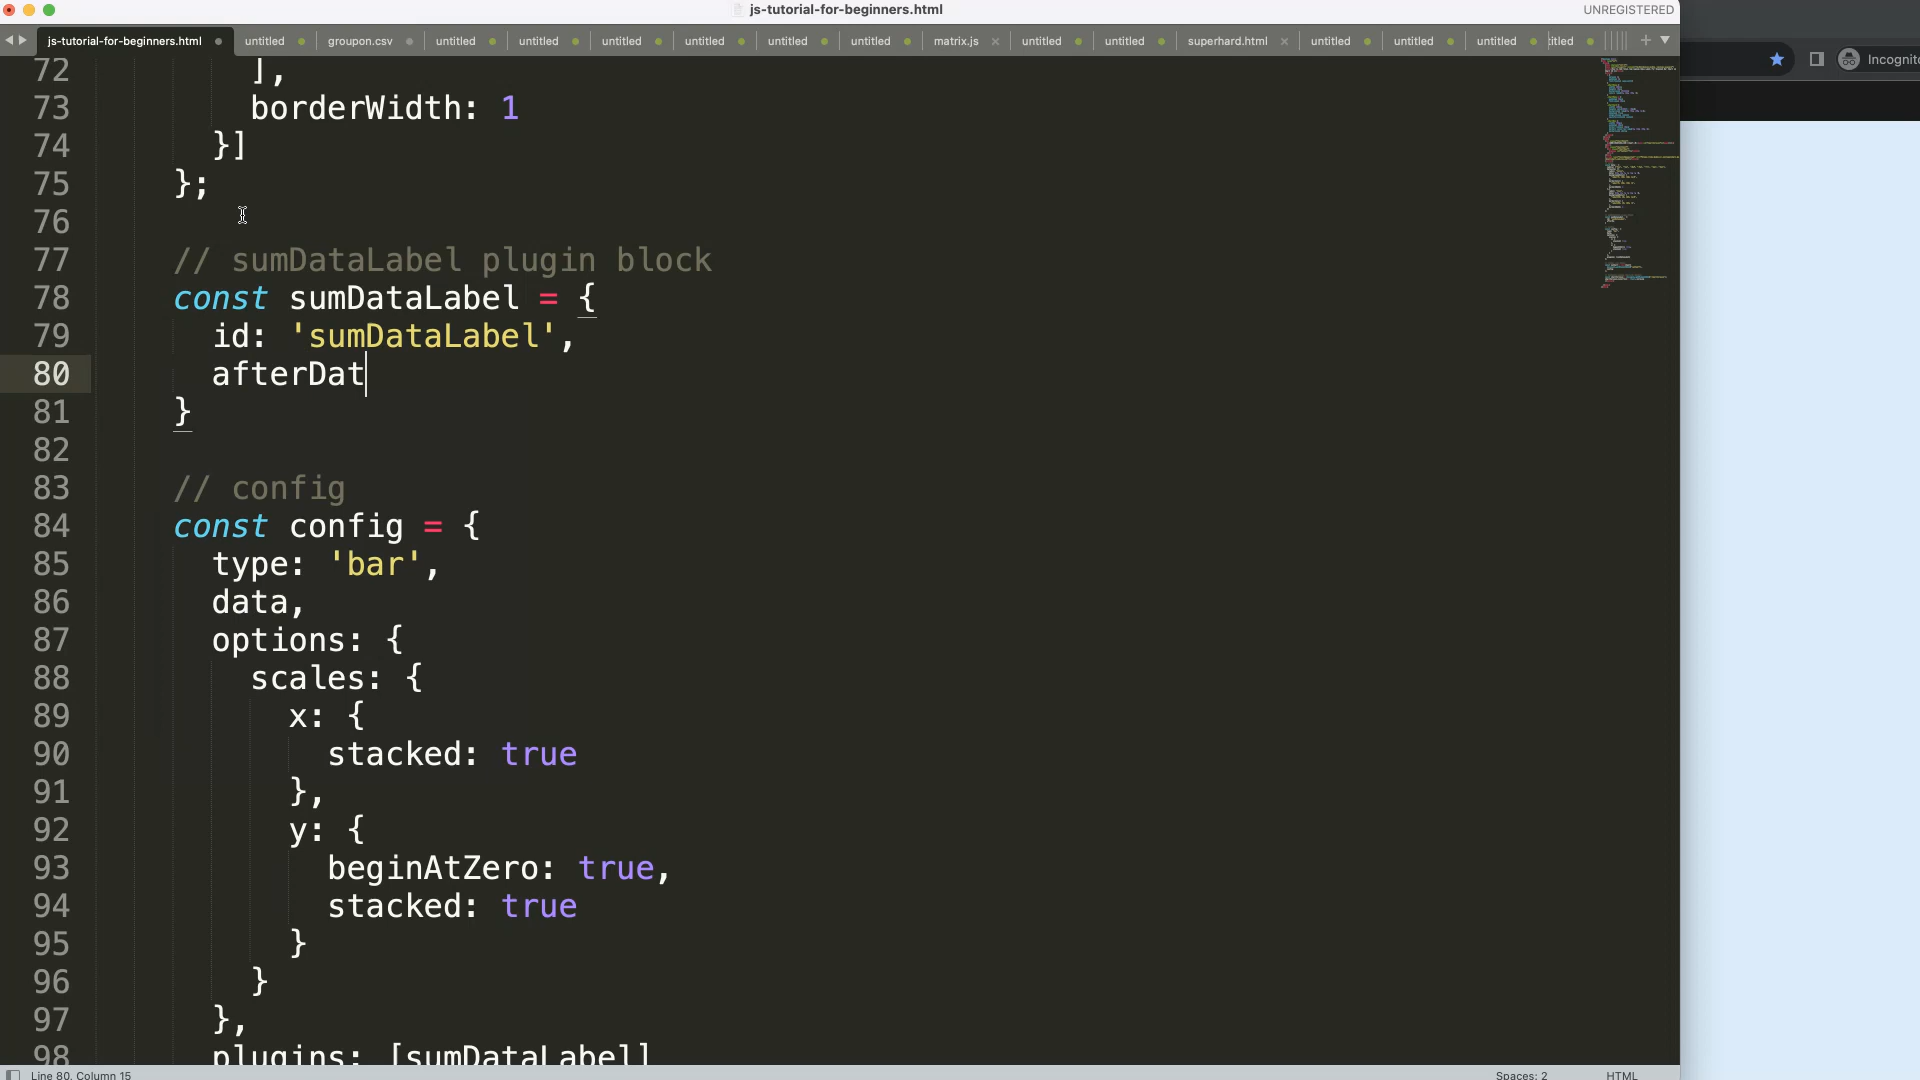 js-tutorial-for-beginners.html
UNREGISTERED
js-tutorial-for-beginners.html untitled groupon.csv untitled untitled untitled untitled untitled untitled matrix.js untitled untitled superhard.html untitled untitled untitled itled
Incognito
72 ],
73 borderWidth: 1
74 }]
75 };
76
77 // sumDataLabel plugin block
78 const sumDataLabel = {
79 id: 'sumDataLabel',
80 afterDat
81 }
82
83 // config
84 const config = {
85 type: 'bar',
86 data,
87 options: {
88 scales: {
89 x: {
90 stacked: true
91 },
92 y: {
93 beginAtZero: true,
94 stacked: true
95 }
96 }
97 },
98 plugins: [sumDataLabel]
Line 80, Column 15
Spaces: 2
HTML